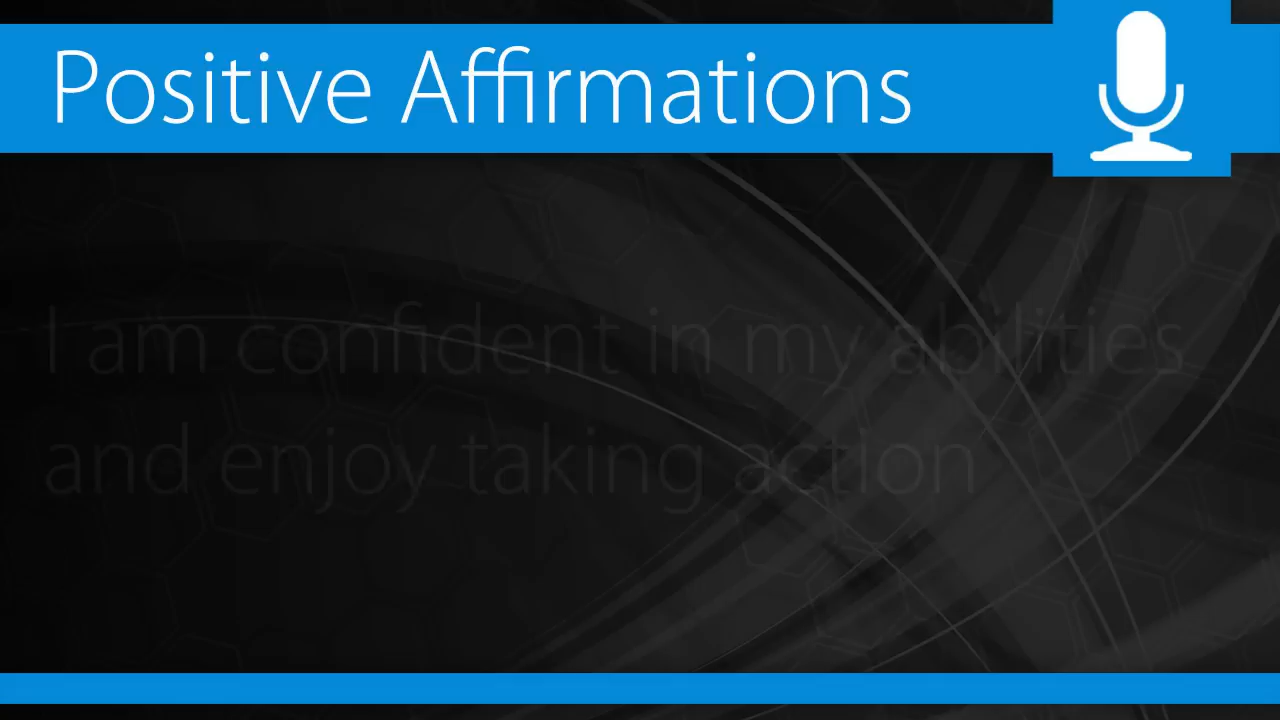 Positive Affirmations
I am confident in my abilities
and enjoy taking action